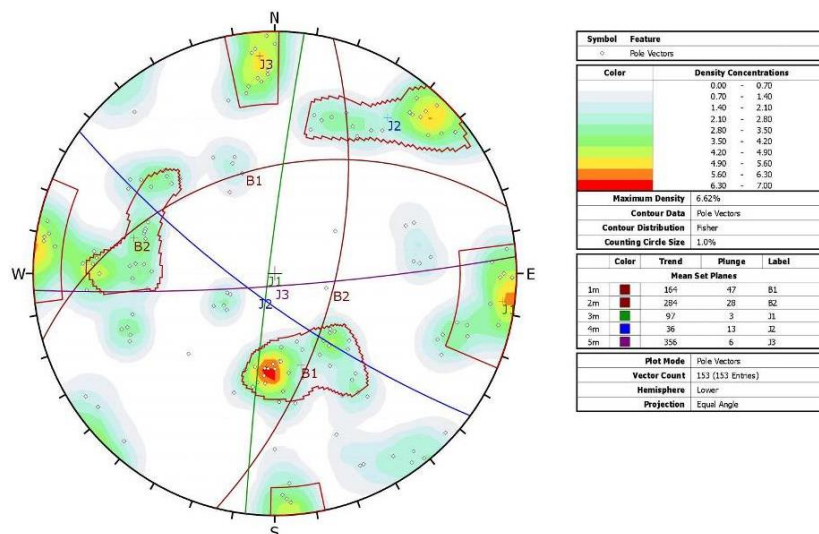 N
J3
J2
B1
B2
W
E
J1
J3
J2
B2
J1
B1
S
Symbol Feature
Pole Vectors
Color Density Concentrations
0.00 - 0.70
0.70 - 1.40
1.40 - 2.10
2.10 - 2.80
2.80 - 3.50
3.50 - 4.20
4.20 - 4.90
4.90 - 5.60
5.60 - 6.30
6.30 - 7.00
Maximum Density 6.62%
Contour Data Pole Vectors
Contour Distribution Fisher
Counting Circle Size 1.0%
Color Trend Plunge Label
Mean Set Planes
1m 164 47 B1
2m 284 28 B2
3m 97 3 J1
4m 36 13 J2
5m 356 6 J3
Plot Mode Pole Vectors
Vector Count 153 (153 Entries)
Hemisphere Lower
Projection Equal Angle